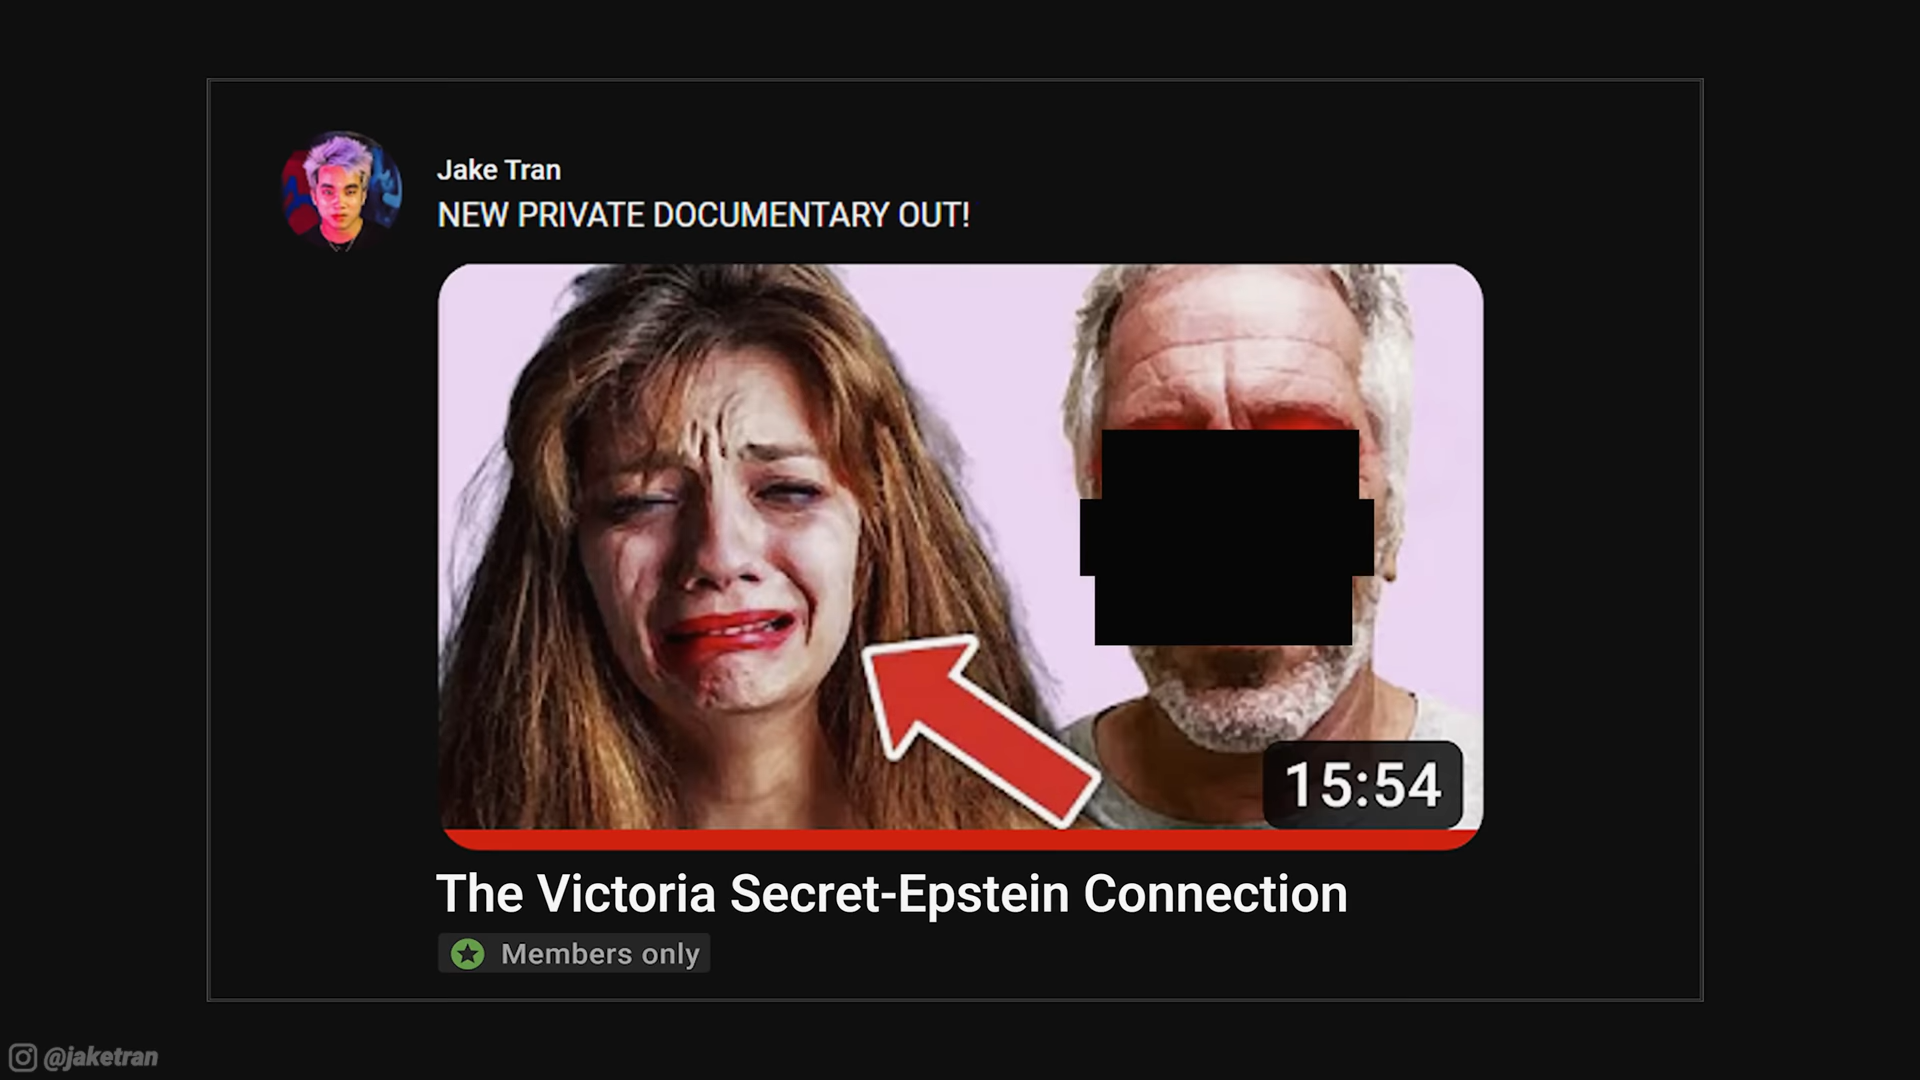 Jake Tran
NEW PRIVATE DOCUMENTARY OUT!
15:54
The Victoria Secret-Epstein Connection
Members only
@jaketran